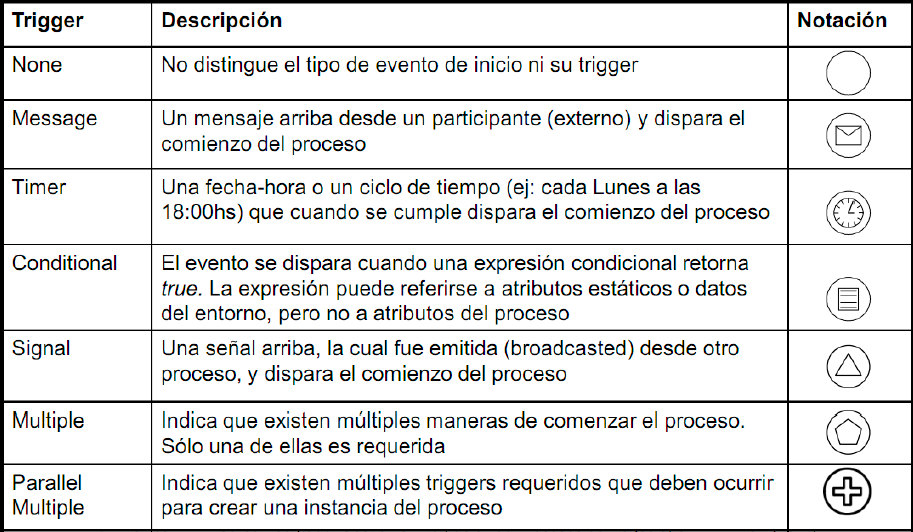 Trigger Descripción Notación
None No distingue el tipo de evento de inicio ni su trigger
Message Un mensaje arriba desde un participante (externo) y dispara el
comienzo del proceso
Timer Una fecha-hora o un ciclo de tiempo (ej: cada Lunes a las
18:00hs) que cuando se cumple dispara el comienzo del proceso
Conditional El evento se dispara cuando una expresión condicional retorna
true. La expresión puede referirse a atributos estáticos o datos
del entorno, pero no a atributos del proceso
Signal Una señal arriba, la cual fue emitida (broadcasted) desde otro
proceso, y dispara el comienzo del proceso
Multiple Indica que existen múltiples maneras de comenzar el proceso.
Sólo una de ellas es requerida
Parallel Indica que existen múltiples triggers requeridos que deben ocurrir
Multiple para crear una instancia del proceso